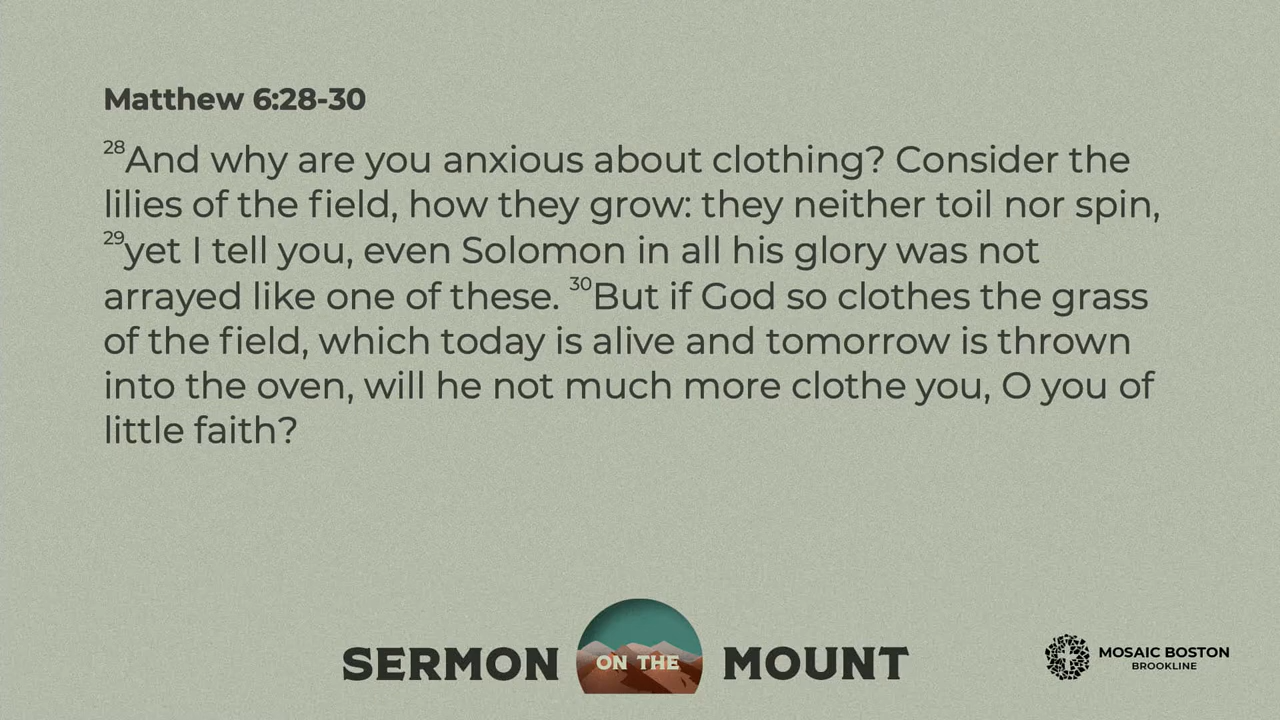 Matthew 6:28-30
28And why are you anxious about clothing? Consider the
lilies of the field, how they grow: they neither toil nor spin,
29yet I tell you, even Solomon in all his glory was not
arrayed like one of these. 30But if God so clothes the grass
of the field, which today is alive and tomorrow is thrown
into the oven, will he not much more clothe you, O you of
little faith?
SERMON ON THE MOUNT
MOSAIC BOSTON
BROOKLINE